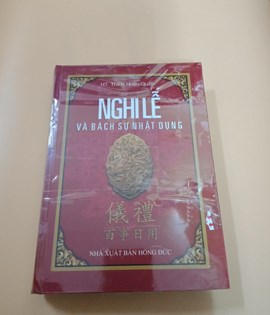 NGHI LỄ
VÀ BÁCH SỰ NHẬT DỤNG
儀禮
百事日用
NHÀ XUẤT BẢN HỒNG ĐỨC